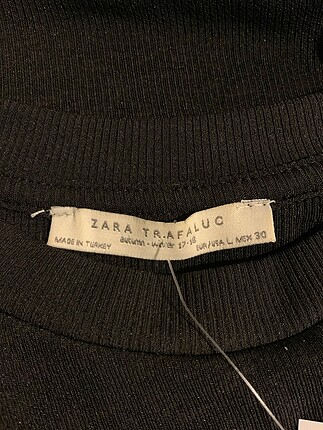 ZARA TRAFALUC
MADE IN TURKEY autumn - winter 17-18 EUR/USA L, MEX 30